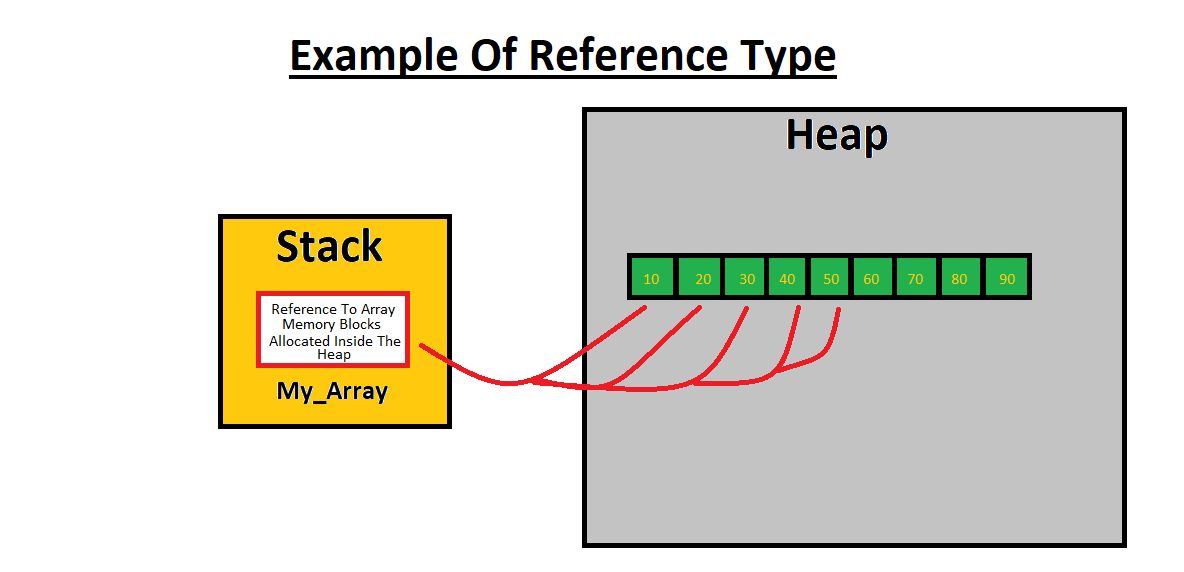 Example Of Reference Type
Heap
Stack
10 20 30 40 50 60 70 80 90
Reference To Array
Memory Blocks
Allocated Inside The
Heap
My_Array